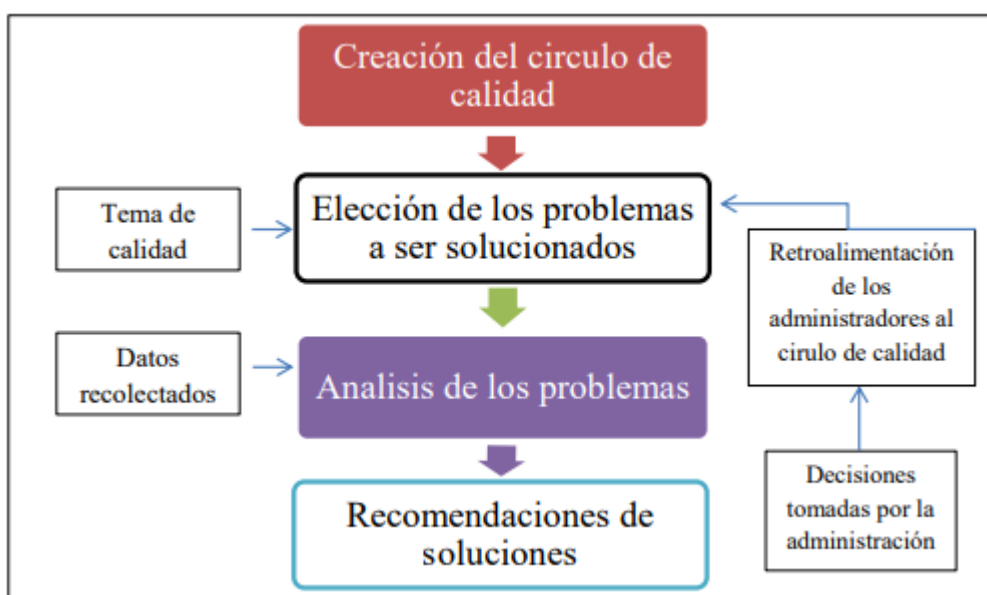 Creación del circulo de
calidad
Tema de
calidad
Elección de los problemas
a ser solucionados
Retroalimentación
de los
administradores al
cirulo de calidad
Datos
recolectados
Analisis de los problemas
Decisiones
tomadas por la
administración
Recomendaciones de
soluciones